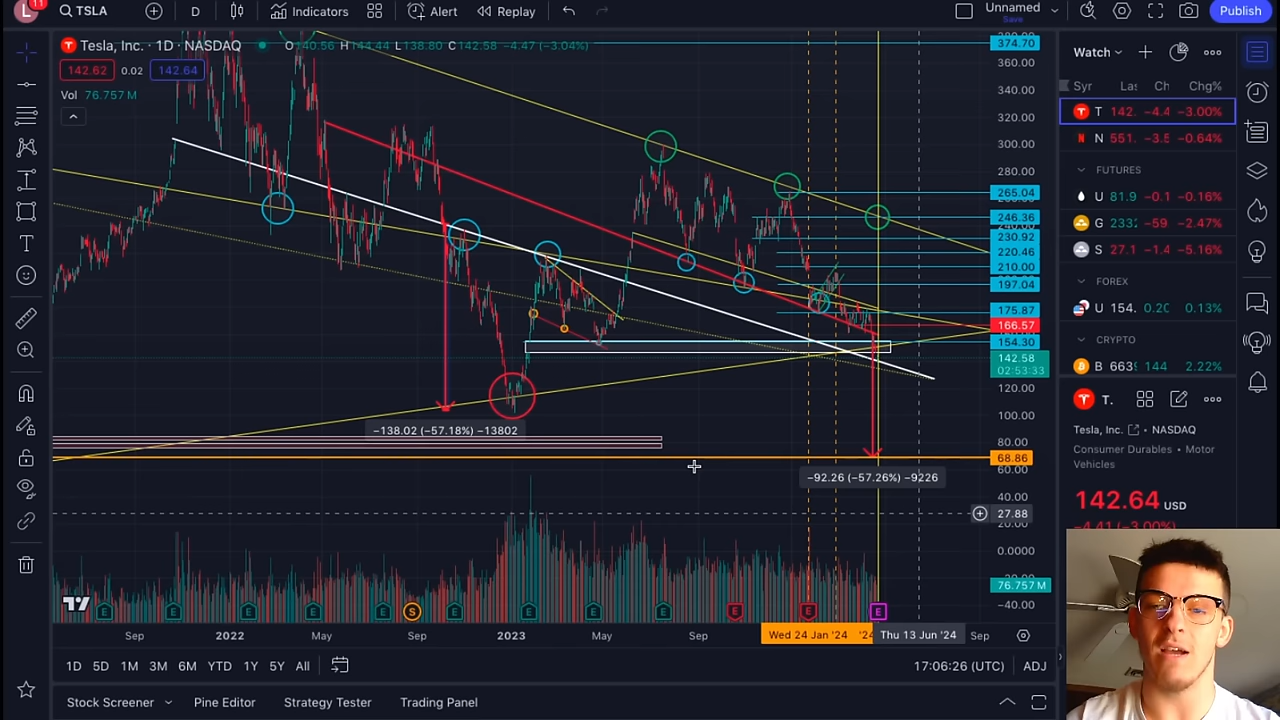 L 11 TSLA D Indicators Alert Replay Unnamed Save Publish
Tesla, Inc. · 1D · NASDAQ O140.56 H144.44 L138.80 C142.58 −4.47 (−3.04%)
142.62 0.02 142.64
Vol 76.757 M
374.70
360.00
340.00
320.00
300.00
280.00
265.04
246.36
230.92
220.46
210.00
197.04
175.87
166.57
154.30
142.58
02:53:33
120.00
100.00
80.00
68.86
60.00
40.00
27.88
20.00
0.0000
76.757 M
−40.00
−138.02 (−57.18%) −13802
−92.26 (−57.26%) −9226
E E E E E S E E E E E E E
Sep 2022 May Sep 2023 May Sep Wed 24 Jan '24 '24 Thu 13 Jun '24 Sep
1D 5D 1M 3M 6M YTD 1Y 5Y All 17:06:26 (UTC) ADJ
Stock Screener Pine Editor Strategy Tester Trading Panel
Watch
Syr Las Ch Chg%
T 142. −4.4 −3.00%
N 551. −3.5 −0.64%
FUTURES
U 81.9 −0.1 −0.16%
G 2332 −59 −2.47%
S 27.1 −1.4 −5.16%
FOREX
U 154. 0.20 0.13%
CRYPTO
B 6639 144 2.22%
T.
Tesla, Inc. · NASDAQ
Consumer Durables · Motor
Vehicles
142.64 USD
−4.41 (−3.00%)